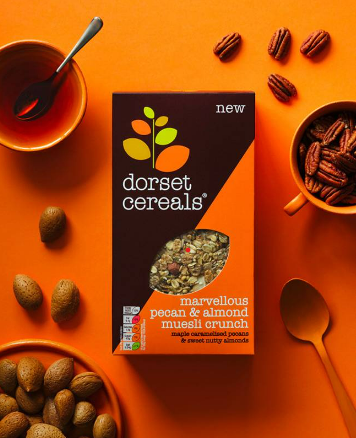 new
dorset
cereals®
marvellous
pecan & almond
muesli crunch
maple caramelised pecans
& sweet nutty almonds